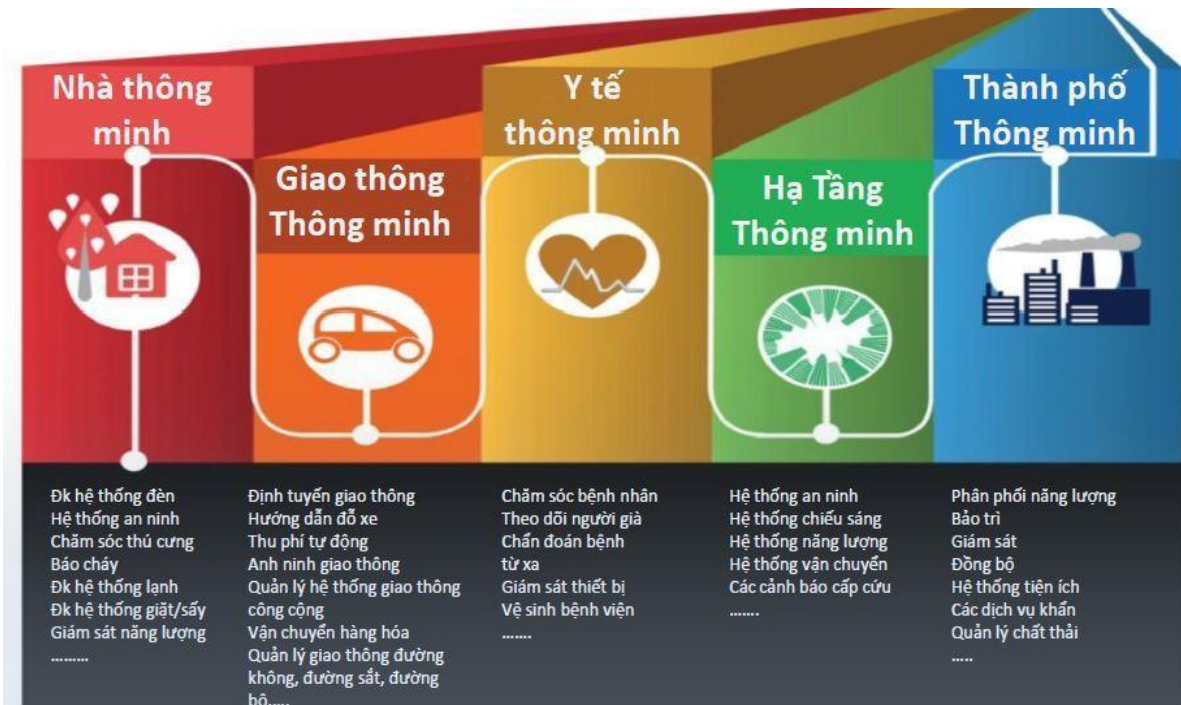 Nhà thông
minh
Giao thông
Thông minh
Y tế
thông minh
Hạ Tầng
Thông minh
Thành phố
Thông minh
Đk hệ thống đèn
Hệ thống an ninh
Chăm sóc thú cưng
Báo cháy
Đk hệ thống lạnh
Đk hệ thống giặt/sấy
Giám sát năng lượng
.........
Định tuyến giao thông
Hướng dẫn đỗ xe
Thu phí tự động
Anh ninh giao thông
Quản lý hệ thống giao thông
công cộng
Vận chuyển hàng hóa
Quản lý giao thông đường
không, đường sắt, đường
bộ.....
Chăm sóc bệnh nhân
Theo dõi người già
Chẩn đoán bệnh
từ xa
Giám sát thiết bị
Vệ sinh bệnh viện
.......
Hệ thống an ninh
Hệ thống chiếu sáng
Hệ thống năng lượng
Hệ thống vận chuyển
Các cảnh báo cấp cứu
.......
Phân phối năng lượng
Bảo trì
Giám sát
Đồng bộ
Hệ thống tiện ích
Các dịch vụ khẩn
Quản lý chất thải
.....